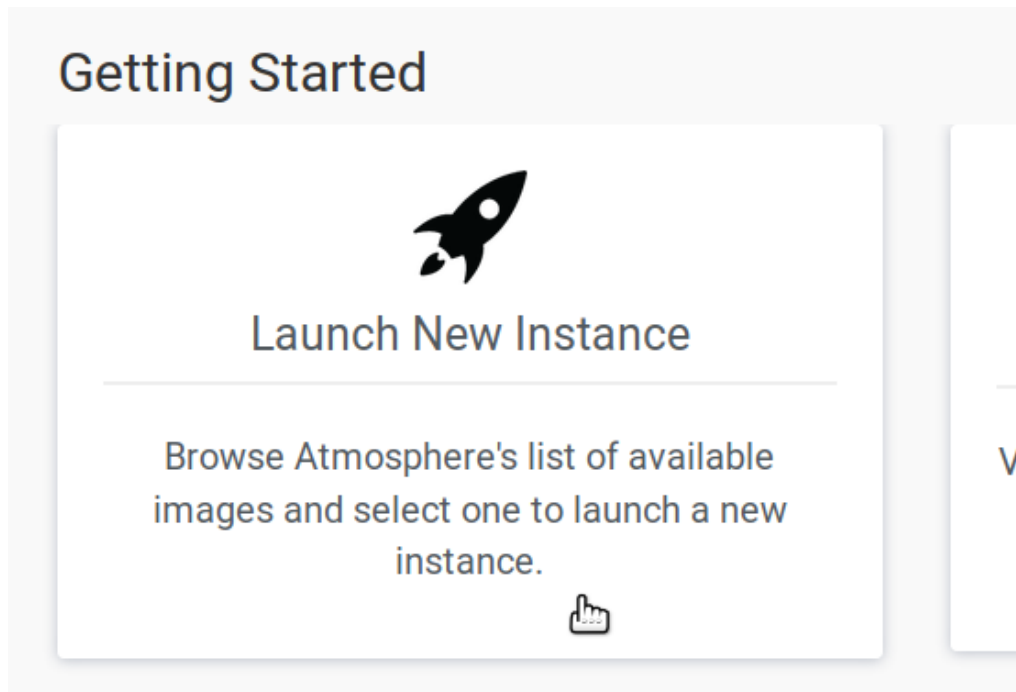 Getting Started
Launch New Instance
Browse Atmosphere's list of available
images and select one to launch a new
instance.